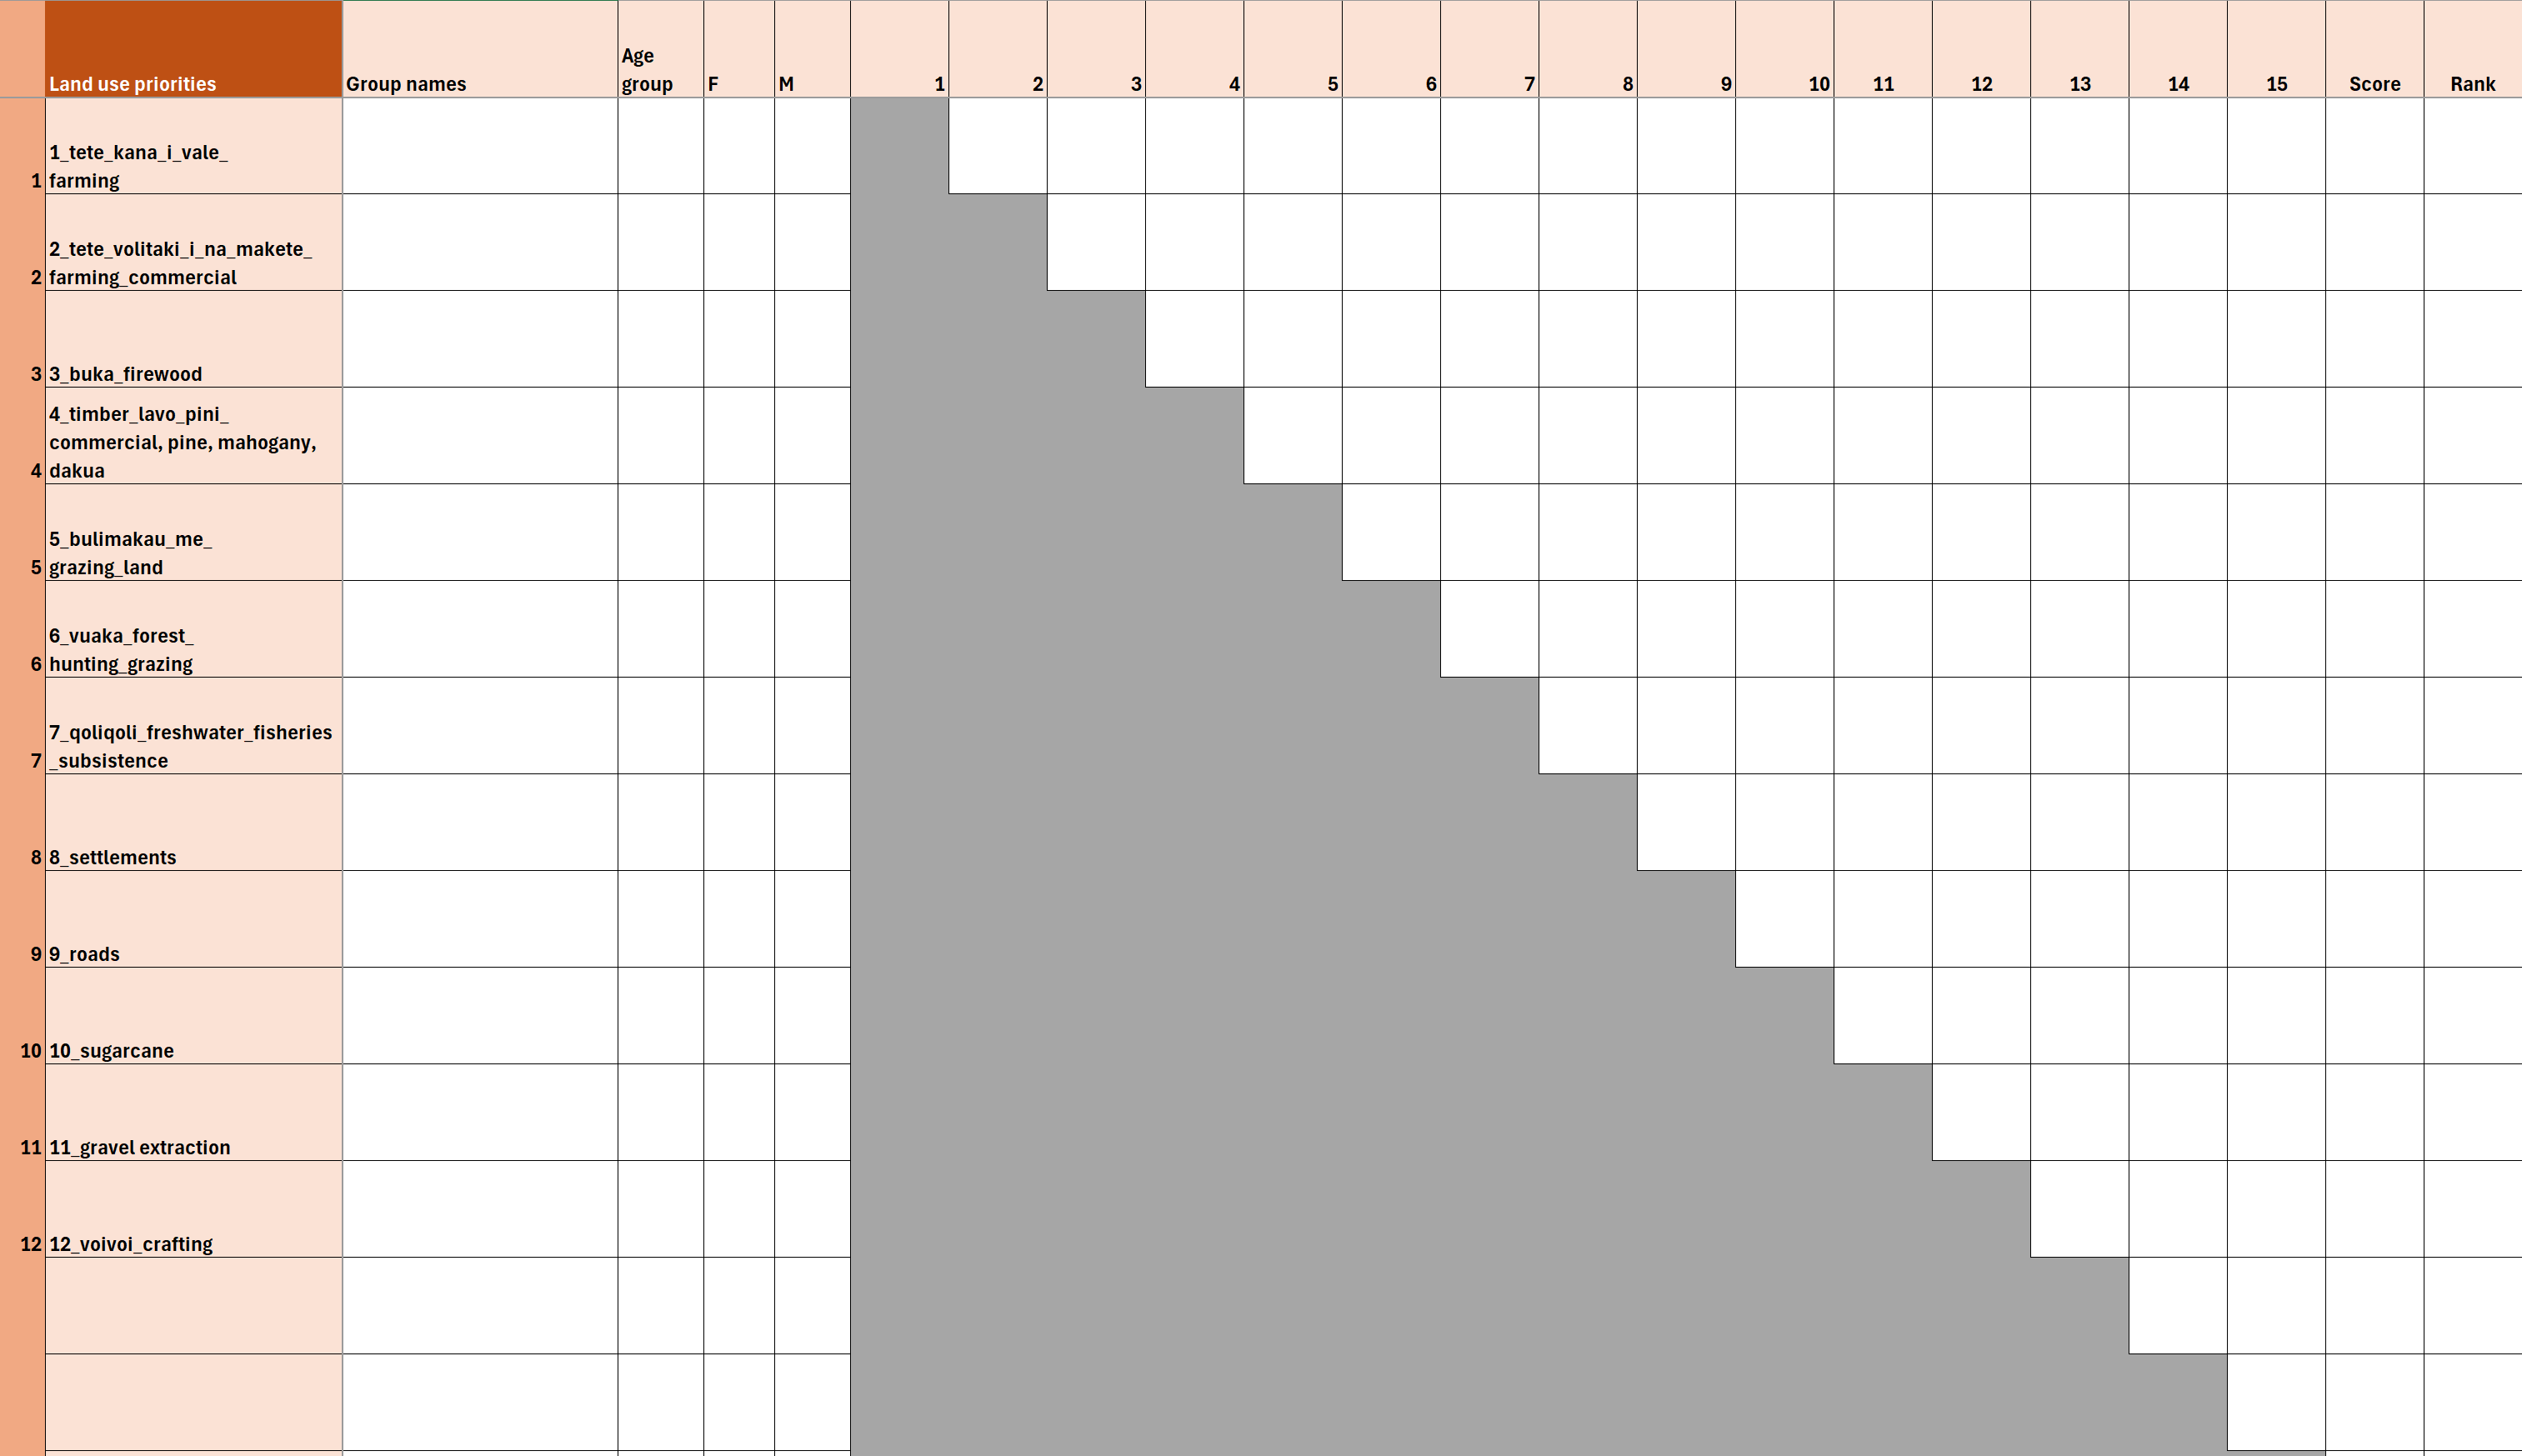 Land use priorities Group names Age group F M 1 2 3 4 5 6 7 8 9 10 11 12 13 14 15 Score Rank
1_tete_kana_i_vale_
1 farming
2_tete_volitaki_i_na_makete_
2 farming_commercial
3 3_buka_firewood
4_timber_lavo_pini_
commercial, pine, mahogany,
4 dakua
5_bulimakau_me_
5 grazing_land
6_vuaka_forest_
6 hunting_grazing
7_qoliqoli_freshwater_fisheries
7 _subsistence
8 8_settlements
9 9_roads
10 10_sugarcane
11 11_gravel extraction
12 12_voivoi_crafting